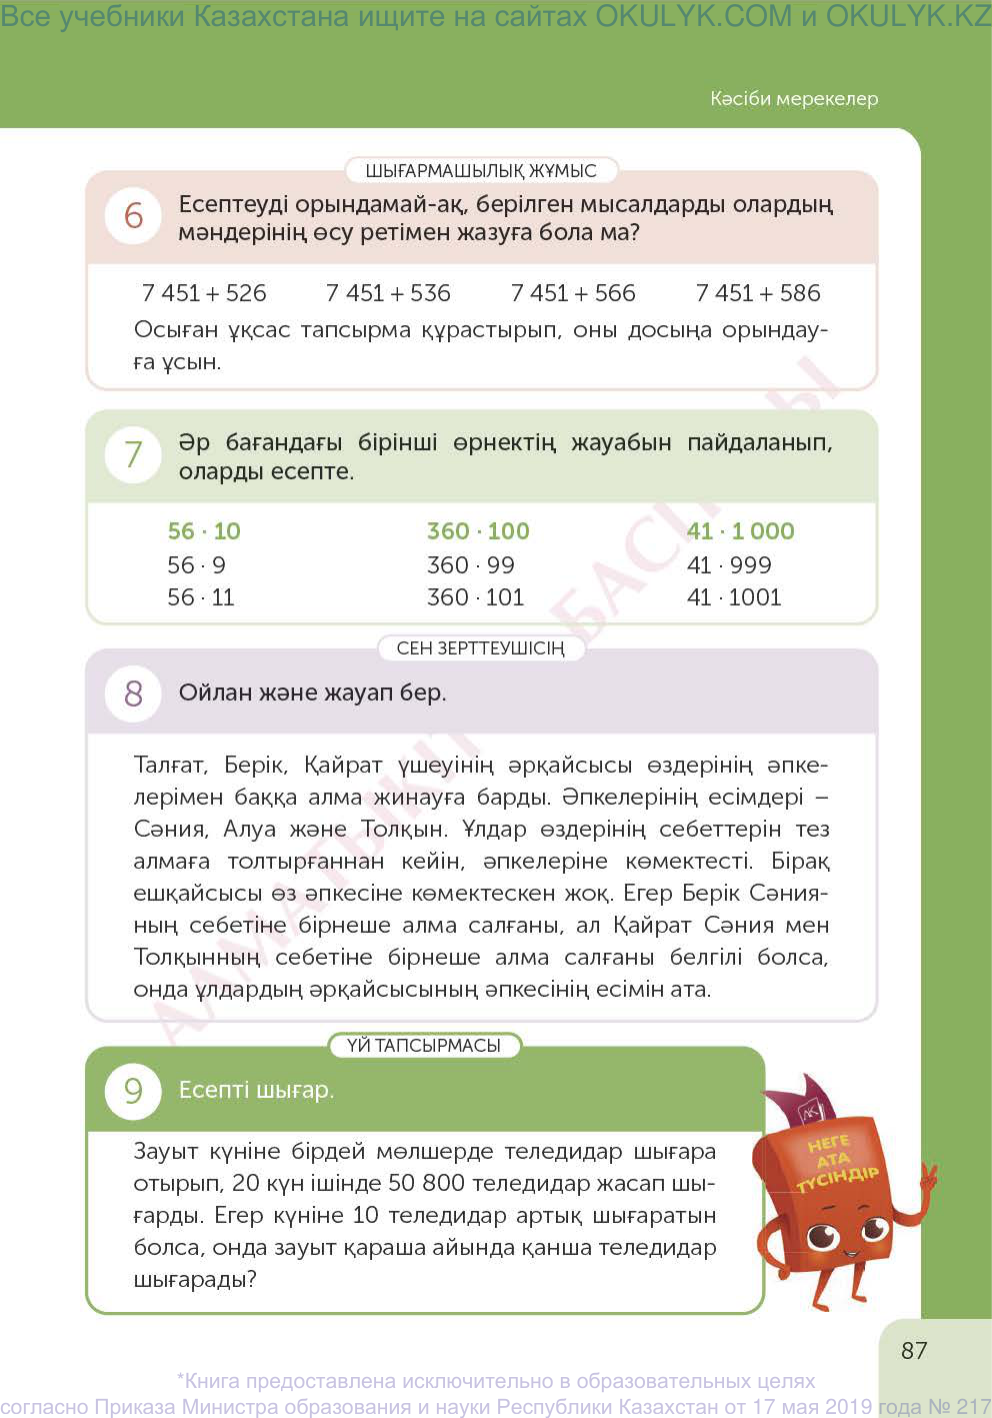 Все учебники Казахстана ищите на сайтах OKULYK.COM и OKULYK.KZ
Кәсіби мерекелер
ШЫҒАРМАШЫЛЫҚ ЖҰМЫС
6
Есептеуді орындамай-ақ, берілген мысалдарды олардың
мәндерінің өсу ретімен жазуға бола ма?
7 451 + 526 7 451 + 536 7 451 + 566 7 451 + 586
Осыған ұқсас тапсырма құрастырып, оны досыңа орындау-
ға ұсын.
7
Әр бағандағы бірінші өрнектің жауабын пайдаланып,
оларды есепте.
56 · 10 360 · 100 41 · 1 000
56 · 9 360 · 99 41 · 999
56 · 11 360 · 101 41 · 1001
СЕН ЗЕРТТЕУШІСІҢ
8
Ойлан және жауап бер.
Талғат, Берік, Қайрат үшеуінің әрқайсысы өздерінің әпке-
лерімен баққа алма жинауға барды. Әпкелерінің есімдері –
Сәния, Алуа және Толқын. Ұлдар өздерінің себеттерін тез
алмаға толтырғаннан кейін, әпкелеріне көмектесті. Бірақ
ешқайсысы өз әпкесіне көмектескен жоқ. Егер Берік Сәния-
ның себетіне бірнеше алма салғаны, ал Қайрат Сәния мен
Толқынның себетіне бірнеше алма салғаны белгілі болса,
онда ұлдардың әрқайсысының әпкесінің есімін ата.
ҮЙ ТАПСЫРМАСЫ
9
Есепті шығар.
Зауыт күніне бірдей мөлшерде теледидар шығара
отырып, 20 күн ішінде 50 800 теледидар жасап шы-
ғарды. Егер күніне 10 теледидар артық шығаратын
болса, онда зауыт қараша айында қанша теледидар
шығарады?
АК
НЕГЕ
АТА
ТҮСІНДІР
87
*Книга предоставлена исключительно в образовательных целях
согласно Приказа Министра образования и науки Республики Казахстан от 17 мая 2019 года № 217